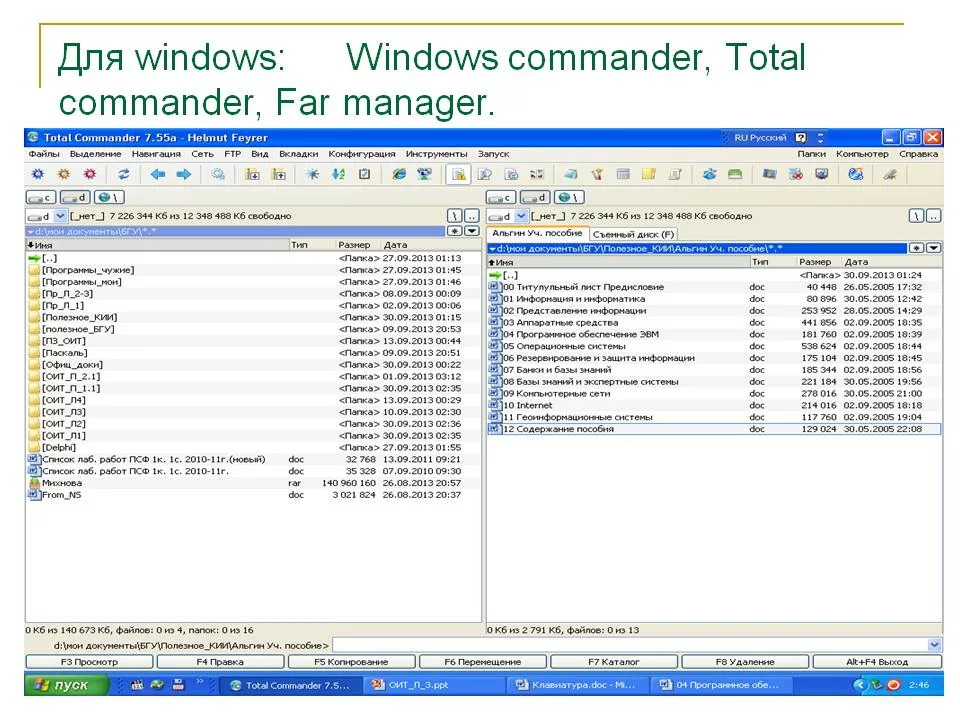 Для windows: Windows commander, Total
commander, Far manager.
Total Commander 7.55a - Helmut Feyrer
RU Русский
Файлы Выделение Навигация Сеть FTP Вид Вкладки Конфигурация Инструменты Запуск Папки Компьютер Справка
c d \ c d \
d [_нет_] 7 226 344 Кб из 12 348 488 Кб свободно \ .. d [_нет_] 7 226 344 Кб из 12 348 488 Кб свободно \ ..
d:\мои документы\БГУ\*.* * 
Имя Тип Размер Дата
[..] <Папка> 27.09.2013 01:13
[Программы_чужие] <Папка> 27.09.2013 01:45
[Программы_мои] <Папка> 27.09.2013 01:46
[Пр_Л_2-3] <Папка> 08.09.2013 00:09
[Пр_Л_1] <Папка> 02.09.2013 00:06
[Полезное_КИИ] <Папка> 30.09.2013 01:15
[полезное_БГУ] <Папка> 09.09.2013 20:53
[ПЗ_ОИТ] <Папка> 13.09.2013 00:44
[Паскаль] <Папка> 09.09.2013 20:51
[Офиц_доки] <Папка> 30.09.2013 00:22
[ОИТ_П_2.1] <Папка> 01.09.2013 03:12
[ОИТ_П_1.1] <Папка> 30.09.2013 02:35
[ОИТ_Л4] <Папка> 13.09.2013 00:29
[ОИТ_Л3] <Папка> 10.09.2013 02:30
[ОИТ_Л2] <Папка> 30.09.2013 02:36
[ОИТ_Л1] <Папка> 30.09.2013 02:35
[Delphi] <Папка> 27.09.2013 01:55
Список лаб. работ ПСФ 1к. 1с. 2010-11г.(новый) doc 32 768 13.09.2011 09:21
Список лаб. работ ПСФ 1к. 1с. 2010-11г. doc 35 328 07.09.2010 09:30
Михнова rar 140 960 160 26.08.2013 20:57
From_NS doc 3 021 824 26.08.2013 20:37
0 Кб из 140 673 Кб, файлов: 0 из 4, папок: 0 из 16
Альгин Уч. пособие Съемный диск (F)
d:\мои документы\БГУ\Полезное_КИИ\Альгин Уч. пособие\*.* *
Имя Тип Размер Дата
[..] <Папка> 30.09.2013 01:24
00 Титулульный лист Предисловие doc 40 448 26.05.2005 17:32
01 Информация и информатика doc 80 896 30.05.2005 12:42
02 Представление информации doc 253 952 28.05.2005 14:29
03 Аппаратные средства doc 441 856 02.09.2005 18:35
04 Программное обеспечение ЭВМ doc 181 760 02.09.2005 18:39
05 Операционные системы doc 538 624 02.09.2005 18:44
06 Резервирование и защита информации doc 175 104 02.09.2005 18:45
07 Банки и базы знаний doc 185 344 02.09.2005 18:56
08 Базы знаний и экспертные системы doc 221 184 30.05.2005 19:56
09 Компьютерные сети doc 278 016 30.05.2005 21:00
10 Internet doc 214 016 02.09.2005 18:18
11 Геоинформационные системы doc 117 760 02.09.2005 19:04
12 Содержание пособия doc 129 024 30.05.2005 22:08
0 Кб из 2 791 Кб, файлов: 0 из 13
d:\мои документы\БГУ\Полезное_КИИ\Альгин Уч. пособие>
F3 Просмотр F4 Правка F5 Копирование F6 Перемещение F7 Каталог F8 Удаление Alt+F4 Выход
пуск Total Commander 7.5... ОИТ_Л_3.ppt Клавиатура.doc - Mi... 04 Программное обе... 2:46